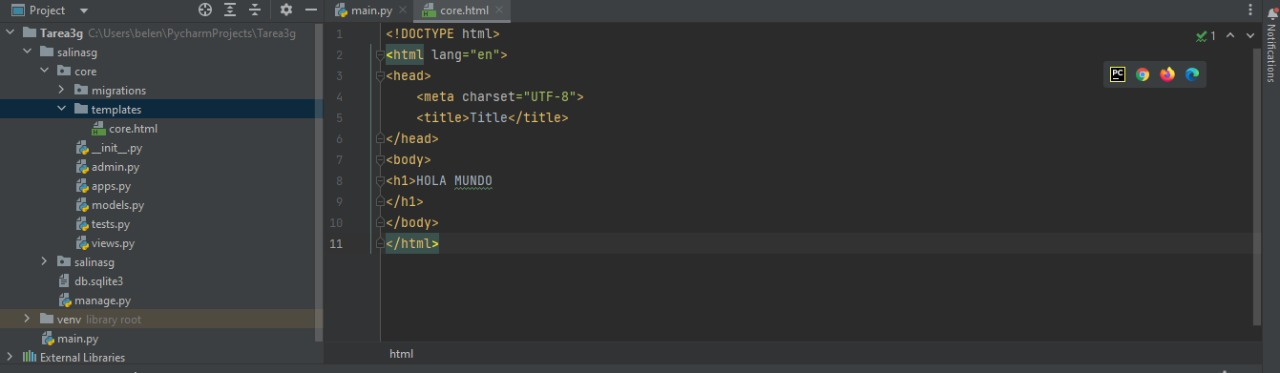 Project
main.py
core.html
Tarea3g C:\Users\belen\PycharmProjects\Tarea3g
salinasg
core
migrations
templates
core.html
__init__.py
admin.py
apps.py
models.py
tests.py
views.py
salinasg
db.sqlite3
manage.py
venv library root
main.py
External Libraries
1 <!DOCTYPE html>
2 <html lang="en">
3 <head>
4 <meta charset="UTF-8">
5 <title>Title</title>
6 </head>
7 <body>
8 <h1>HOLA MUNDO
9 </h1>
10 </body>
11 </html>
1
PC
html
Notifications